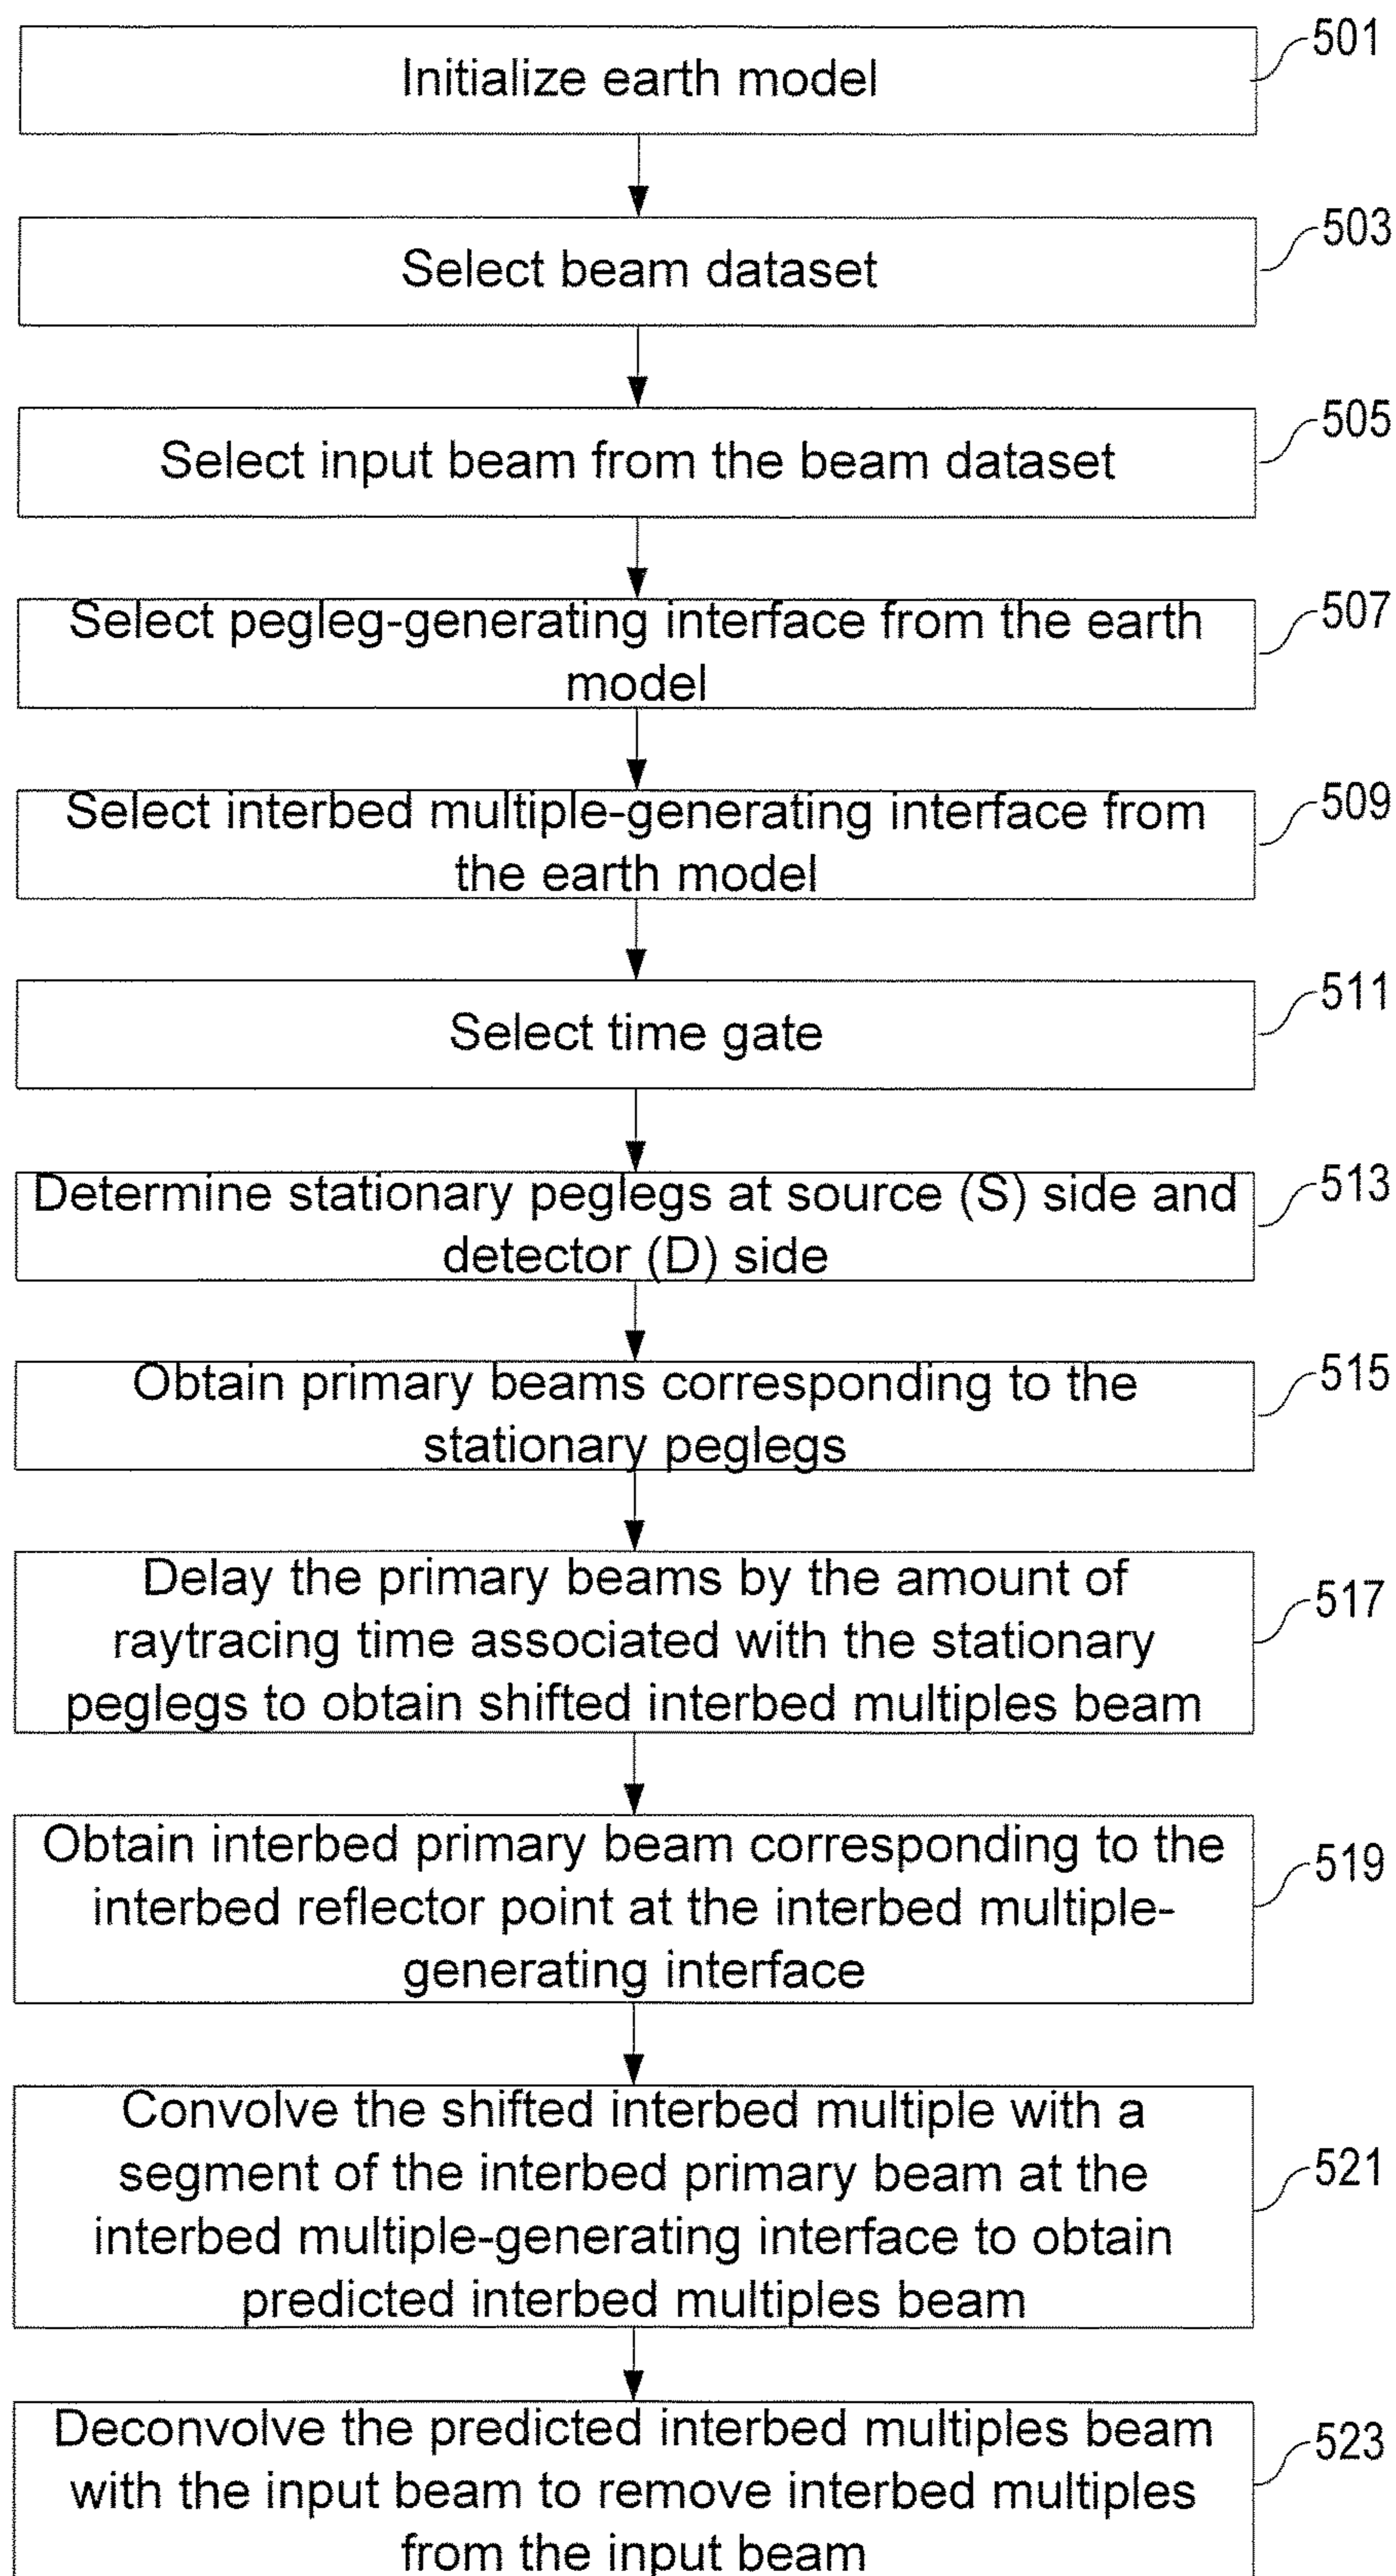 501
Initialize earth model
503
Select beam dataset
505
Select input beam from the beam dataset
507
Select pegleg-generating interface from the earth
model
509
Select interbed multiple-generating interface from
the earth model
511
Select time gate
513
Determine stationary peglegs at source (S) side and
detector (D) side
515
Obtain primary beams corresponding to the
stationary peglegs
517
Delay the primary beams by the amount of
raytracing time associated with the stationary
peglegs to obtain shifted interbed multiples beam
519
Obtain interbed primary beam corresponding to the
interbed reflector point at the interbed multiple-
generating interface
521
Convolve the shifted interbed multiple with a
segment of the interbed primary beam at the
interbed multiple-generating interface to obtain
predicted interbed multiples beam
523
Deconvolve the predicted interbed multiples beam
with the input beam to remove interbed multiples
from the input beam